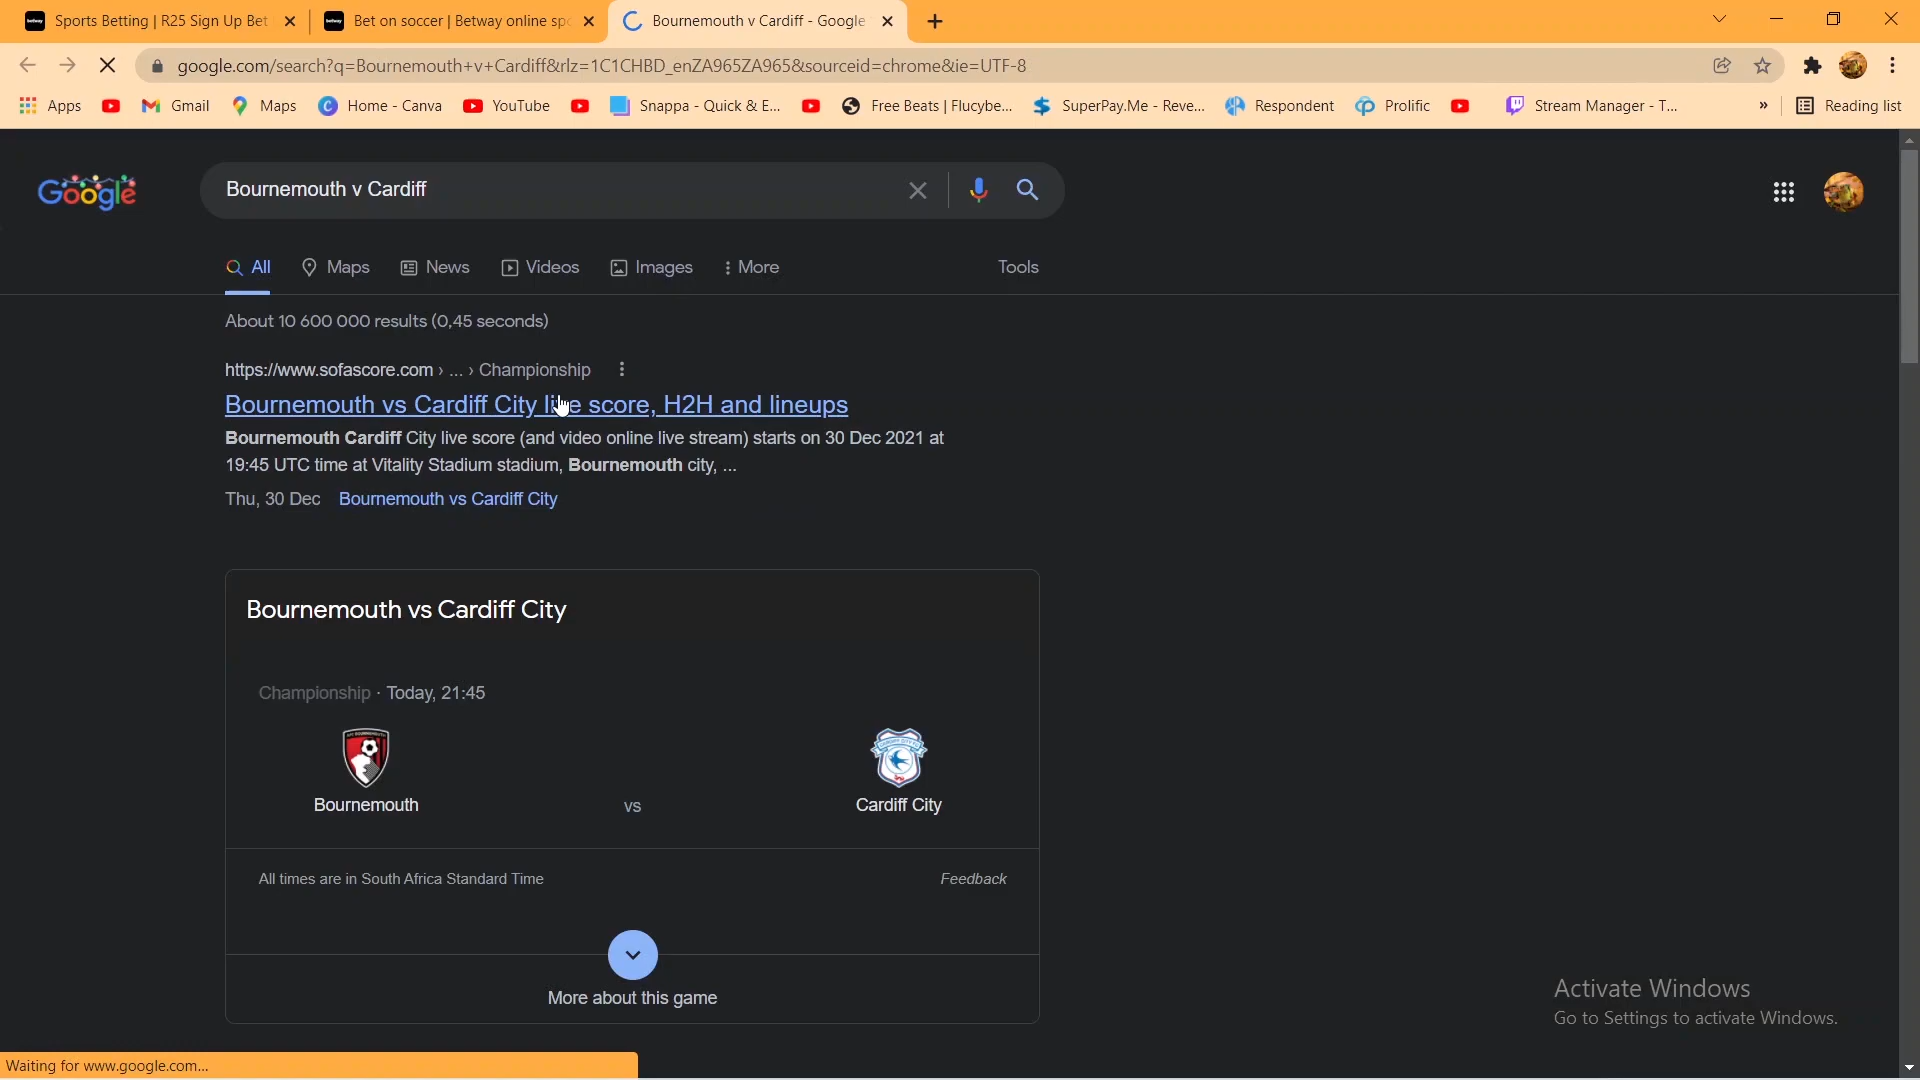 Sports Betting | R25 Sign Up Bet
Bet on soccer | Betway online spo
Bournemouth v Cardiff - Google
google.com/search?q=Bournemouth+v+Cardiff&rlz=1C1CHBD_enZA965ZA965&sourceid=chrome&ie=UTF-8
Apps Gmail Maps Home - Canva YouTube Snappa - Quick & E... Free Beats | Flucybe... SuperPay.Me - Reve... Respondent Prolific Stream Manager - T... » Reading list
Google
Bournemouth v Cardiff
All Maps News Videos Images More Tools
About 10 600 000 results (0,45 seconds)
https://www.sofascore.com › ... › Championship
Bournemouth vs Cardiff City live score, H2H and lineups
Bournemouth Cardiff City live score (and video online live stream) starts on 30 Dec 2021 at
19:45 UTC time at Vitality Stadium stadium, Bournemouth city, ...
Thu, 30 Dec Bournemouth vs Cardiff City
Bournemouth vs Cardiff City
Championship · Today, 21:45
Bournemouth vs Cardiff City
All times are in South Africa Standard Time Feedback
More about this game
Activate Windows
Go to Settings to activate Windows.
Waiting for www.google.com...